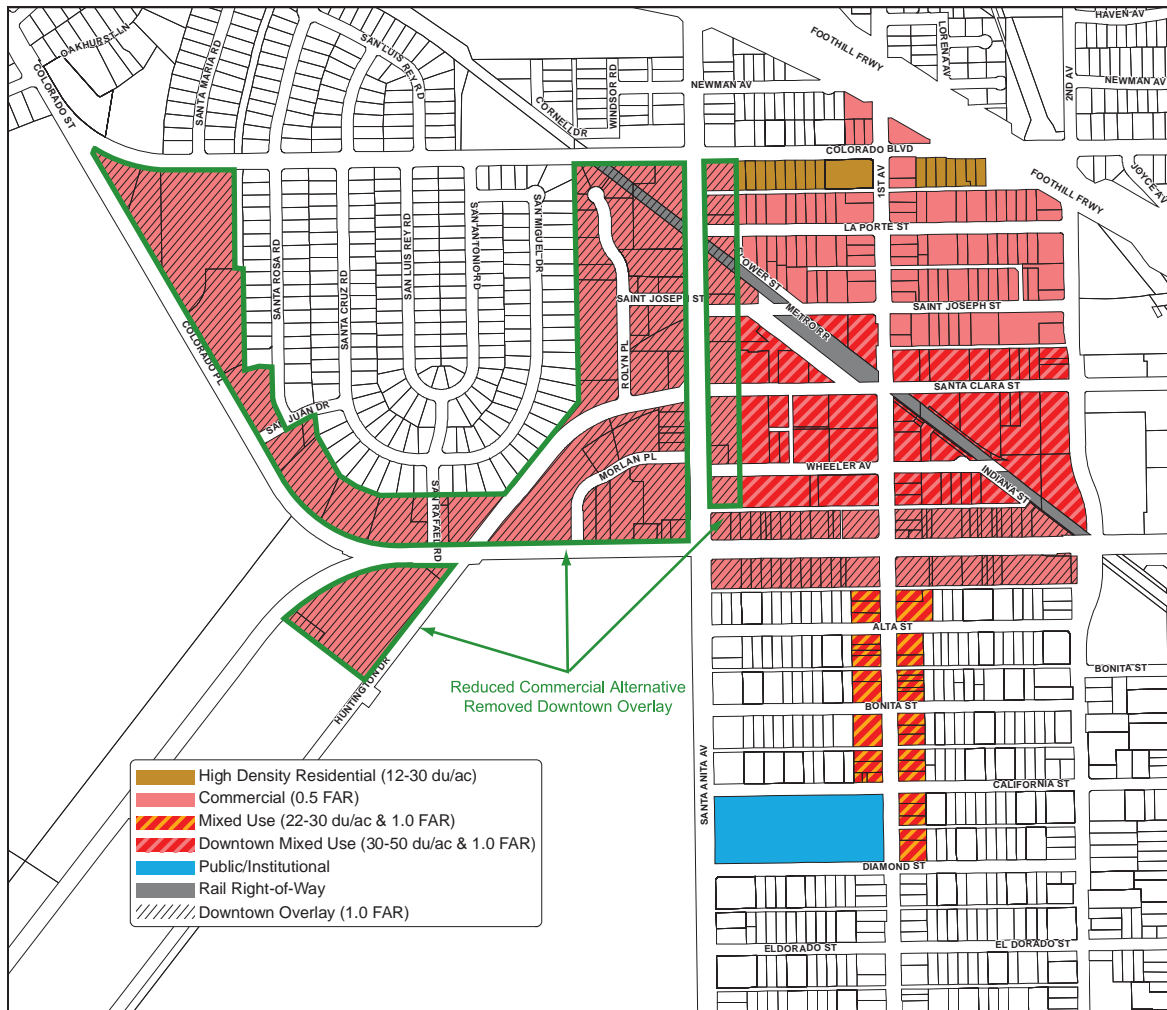 HAVEN AV
OAKHURST LN
SANTA MARIA RD
SAN LUIS REY RD
FOOTHILL FRWY
LORENA AV
COLORADO ST
CORNELL DR
WINDSOR RD
NEWMAN AV
2ND AV
NEWMAN AV
COLORADO BLVD
JOYCE AV
1ST AV
FOOTHILL FRWY
SANTA ROSA RD
SANTA CRUZ RD
SAN LUIS REY RD
SAN ANTONIO RD
SAN MIGUEL DR
LA PORTE ST
FLOWER ST
METRO RR
SAINT JOSEPH ST
SAINT JOSEPH ST
COLORADO PL
ROLYN PL
SANTA CLARA ST
SAN JUAN DR
MORLAN PL
WHEELER AV
INDIANA ST
SAN RAFAEL RD
ALTA ST
HUNTINGTON DR
Reduced Commercial Alternative
Removed Downtown Overlay
BONITA ST
BONITA ST
SANTA ANITA AV
CALIFORNIA ST
DIAMOND ST
ELDORADO ST
EL DORADO ST
High Density Residential (12-30 du/ac)
Commercial (0.5 FAR)
Mixed Use (22-30 du/ac & 1.0 FAR)
Downtown Mixed Use (30-50 du/ac & 1.0 FAR)
Public/Institutional
Rail Right-of-Way
Downtown Overlay (1.0 FAR)